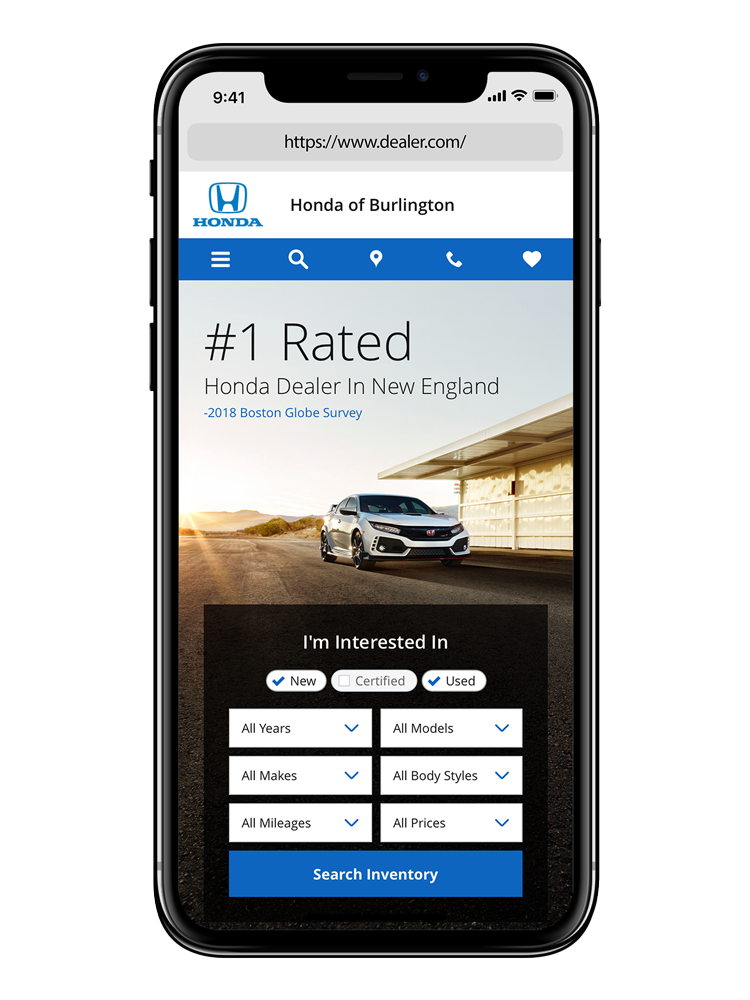 9:41
https://www.dealer.com/
HONDA
Honda of Burlington
#1 Rated
Honda Dealer In New England
-2018 Boston Globe Survey
I'm Interested In
New Certified Used
All Years All Models
All Makes All Body Styles
All Mileages All Prices
Search Inventory